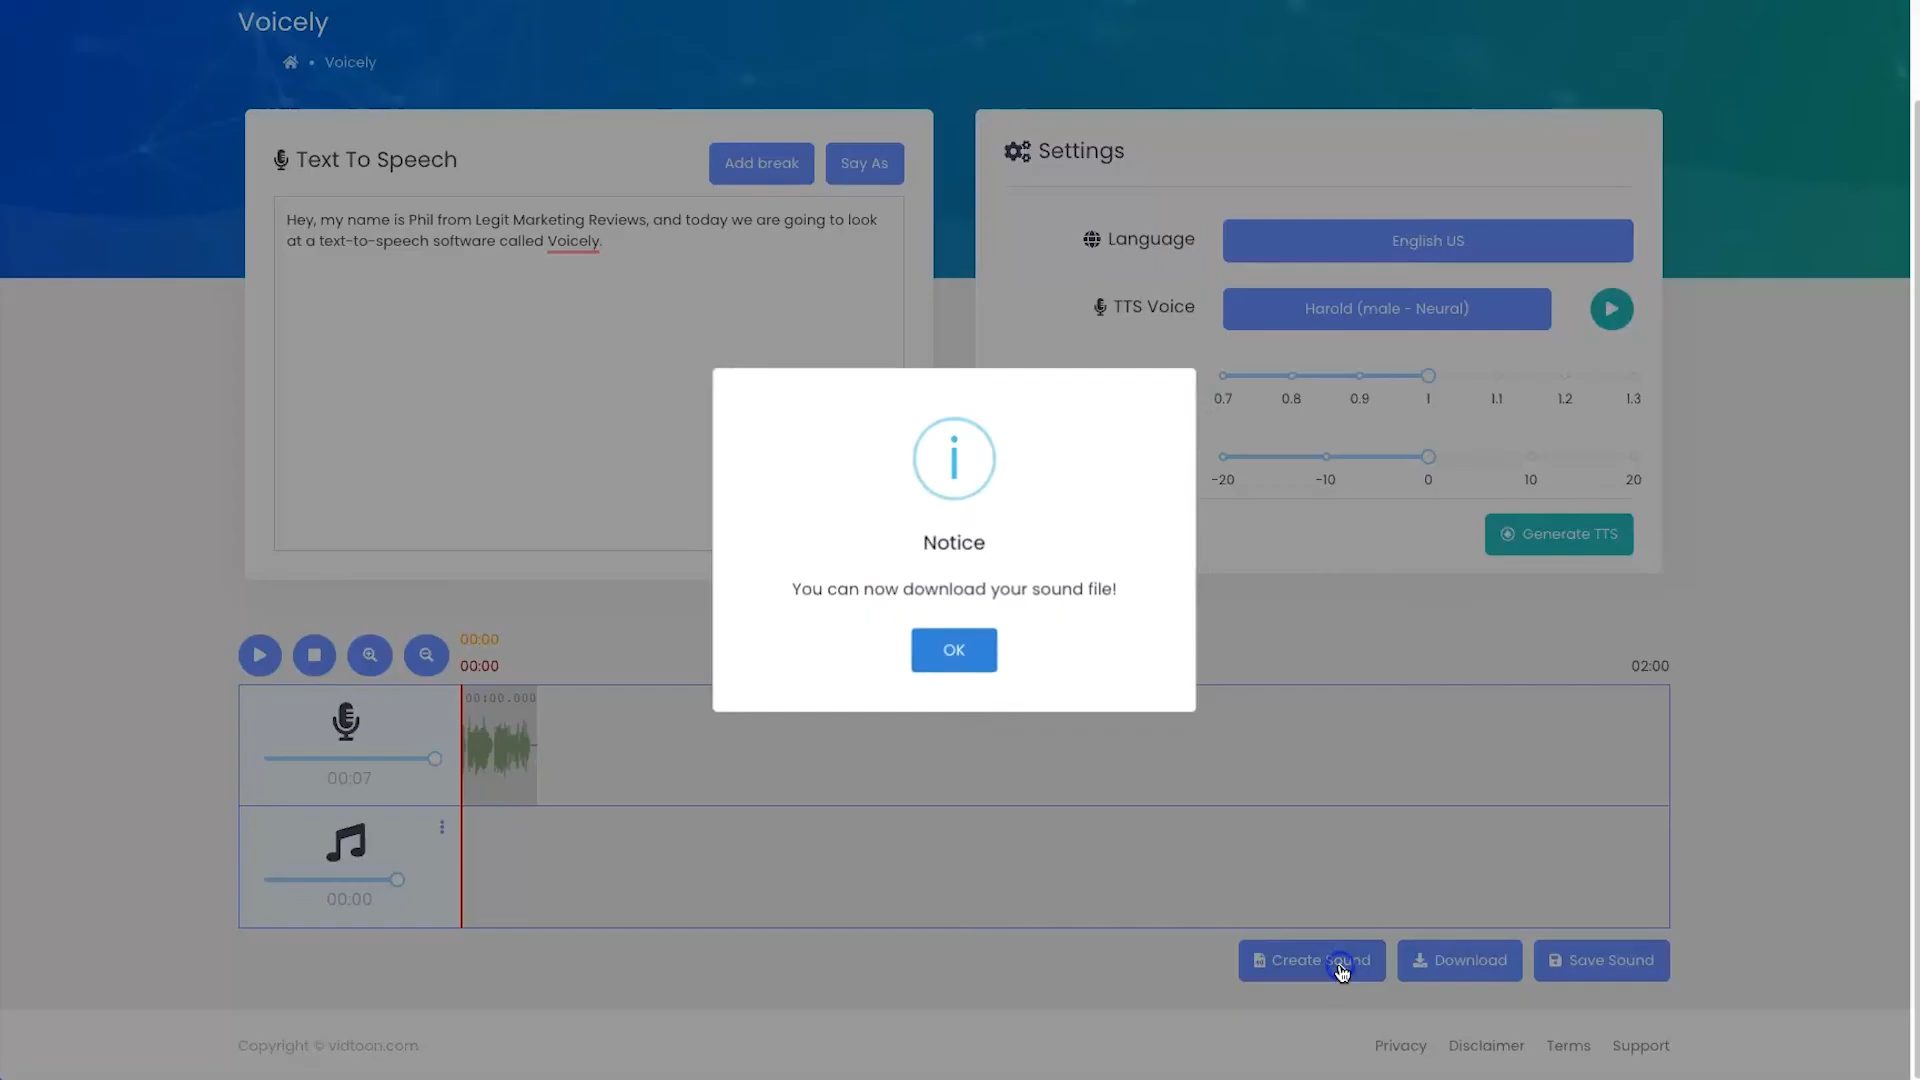 Voicely
Voicely
Text To Speech
Add break
Say As
Hey, my name is Phil from Legit Marketing Reviews, and today we are going to look
at a text-to-speech software called Voicely.
Settings
Language
English US
TTS Voice
Harold (male - Neural)
0.7 0.8 0.9 1 1.1 1.2 1.3
-20 -10 0 10 20
Generate TTS
Notice
You can now download your sound file!
OK
00:00
00:00
02:00
00:00.000
00:07
00:00
Create Sound
Download
Save Sound
Copyright © vidtoon.com
Privacy Disclaimer Terms Support